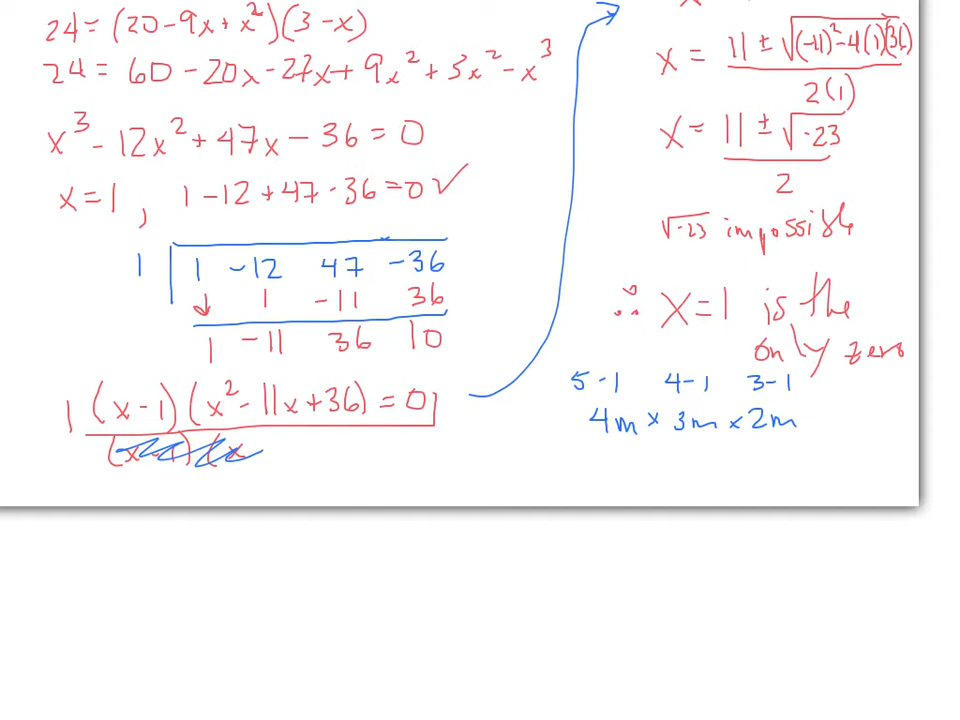 24 = (20 - 9x + x²)(3 - x)
24 = 60 - 20x - 27x + 9x² + 3x² - x³
x³ - 12x² + 47x - 36 = 0
x = 1 , 1 - 12 + 47 - 36 = 0 ✓
1 | 1 -12 47 -36
↓ 1 -11 36
1 -11 36 |0
1 (x - 1)(x² - 11x + 36) = 0
x = 11 ± √(-11)² - 4(1)(36)
2(1)
x = 11 ± √-23
2
√-23 impossible
∴ x = 1 is the
only zero
5 - 1 4 - 1 3 - 1
4m × 3m × 2m